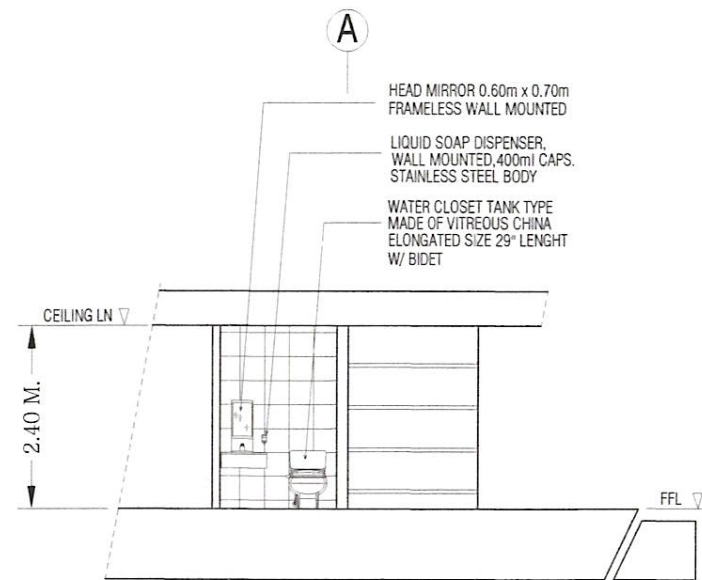 A
HEAD MIRROR 0.60m x 0.70m
FRAMELESS WALL MOUNTED
LIQUID SOAP DISPENSER,
WALL MOUNTED,400ml CAPS.
STAINLESS STEEL BODY
WATER CLOSET TANK TYPE
MADE OF VITREOUS CHINA
ELONGATED SIZE 29" LENGHT
W/ BIDET
CEILING LN
2.40 M.
FFL